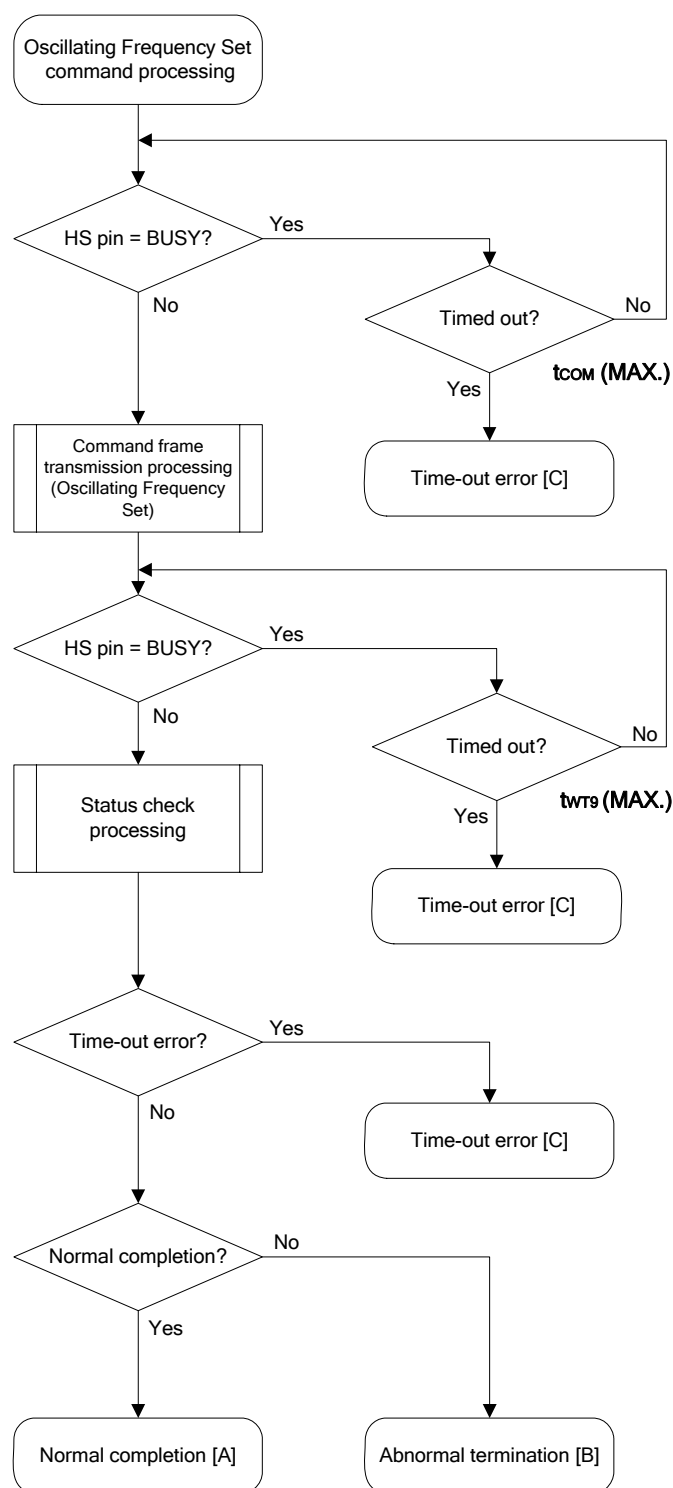 Oscillating Frequency Set
command processing
HS pin = BUSY?
Yes
No
Timed out?
No
tCOM (MAX.)
Yes
Time-out error [C]
Command frame
transmission processing
(Oscillating Frequency
Set)
HS pin = BUSY?
Yes
No
Timed out?
No
tWT9 (MAX.)
Yes
Time-out error [C]
Status check
processing
Time-out error?
Yes
No
Time-out error [C]
Normal completion?
No
Yes
Normal completion [A]
Abnormal termination [B]